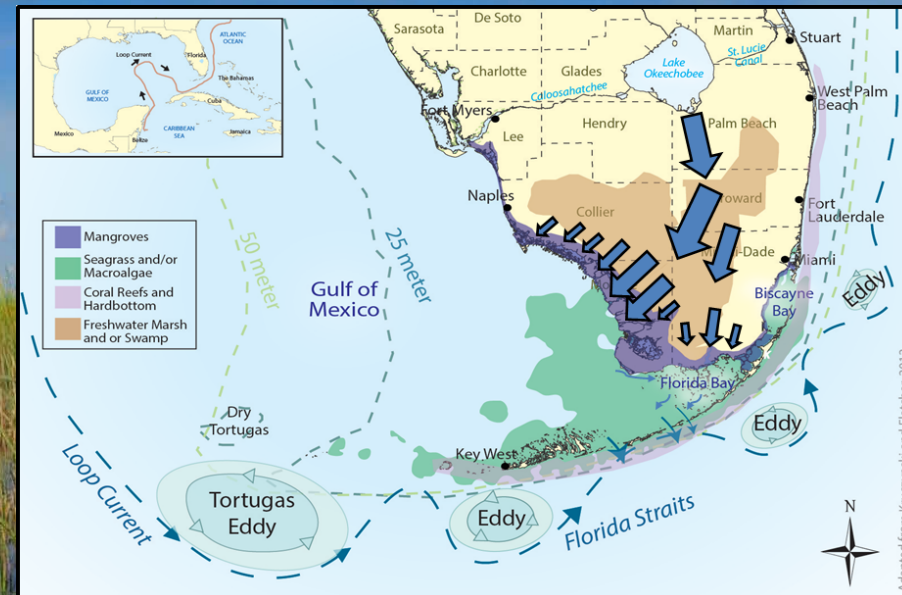 ATLANTIC
OCEAN
Loop Current
Florida
GULF OF
MEXICO
The Bahamas
Cuba
Mexico
Belize
CARIBBEAN
SEA
Jamaica
Sarasota
De Soto
Martin
Stuart
St. Lucie
Canal
Lake
Okeechobee
Charlotte
Glades
Caloosahatchee
West Palm
Beach
Fort Myers
Lee
Hendry
Palm Beach
Naples
Collier
Fort
Lauderdale
Miami
Biscayne
Bay
Eddy
Mangroves
Seagrass and/or
Macroalgae
Coral Reefs and
Hardbottom
Freshwater Marsh
and or Swamp
50 meter
25 meter
Gulf of
Mexico
Florida Bay
Eddy
Dry
Tortugas
Key West
Loop Current
Tortugas
Eddy
Eddy
Florida Straits
N